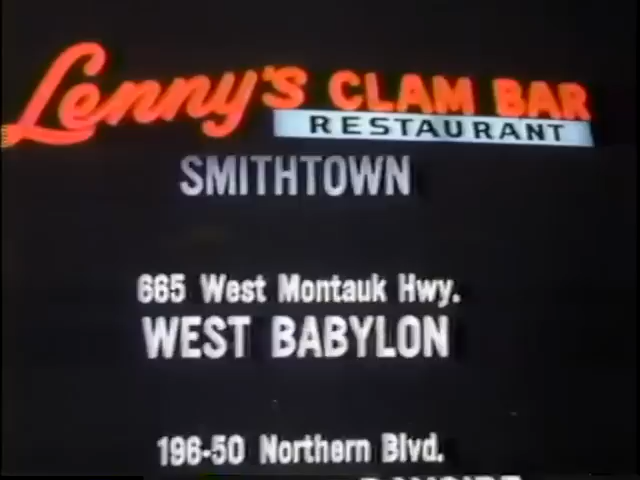 Lenny's CLAM BAR
RESTAURANT
SMITHTOWN
665 West Montauk Hwy.
WEST BABYLON
196-50 Northern Blvd.